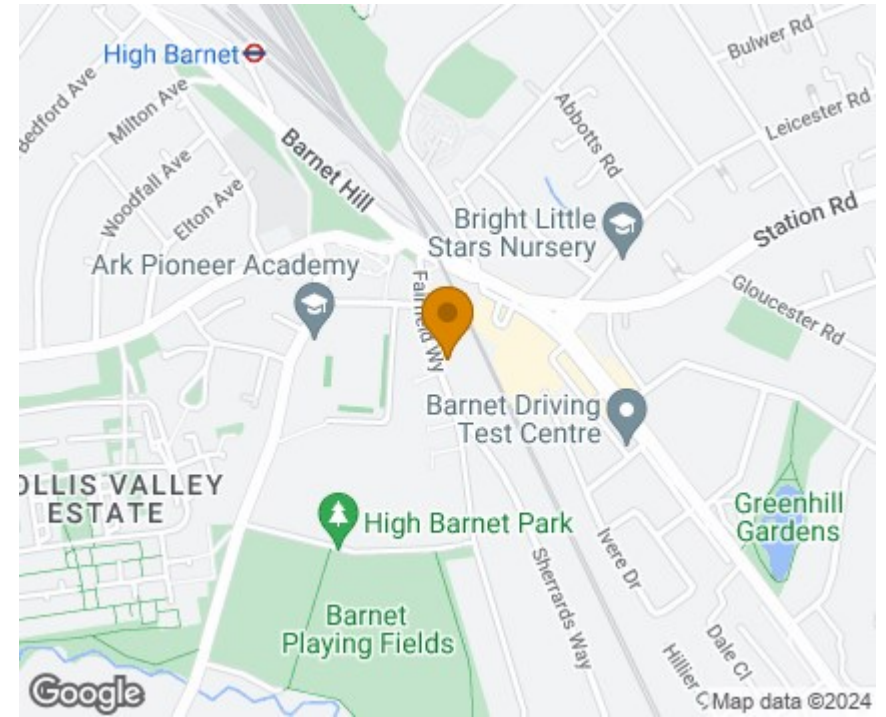 High Barnet
Bulwer Rd
Bedford Ave
Milton Ave
Abbotts Rd
Leicester Rd
Barnet Hill
Woodfall Ave
Elton Ave
Bright Little
Stars Nursery
Station Rd
Ark Pioneer Academy
Gloucester Rd
Wy
Barnet Driving
Test Centre
OLLIS VALLEY
ESTATE
High Barnet Park
Greenhill
Gardens
Ivere Dr
Sherrards Way
Barnet
Playing Fields
Dale Cl
Hillier
Google
Map data ©2024